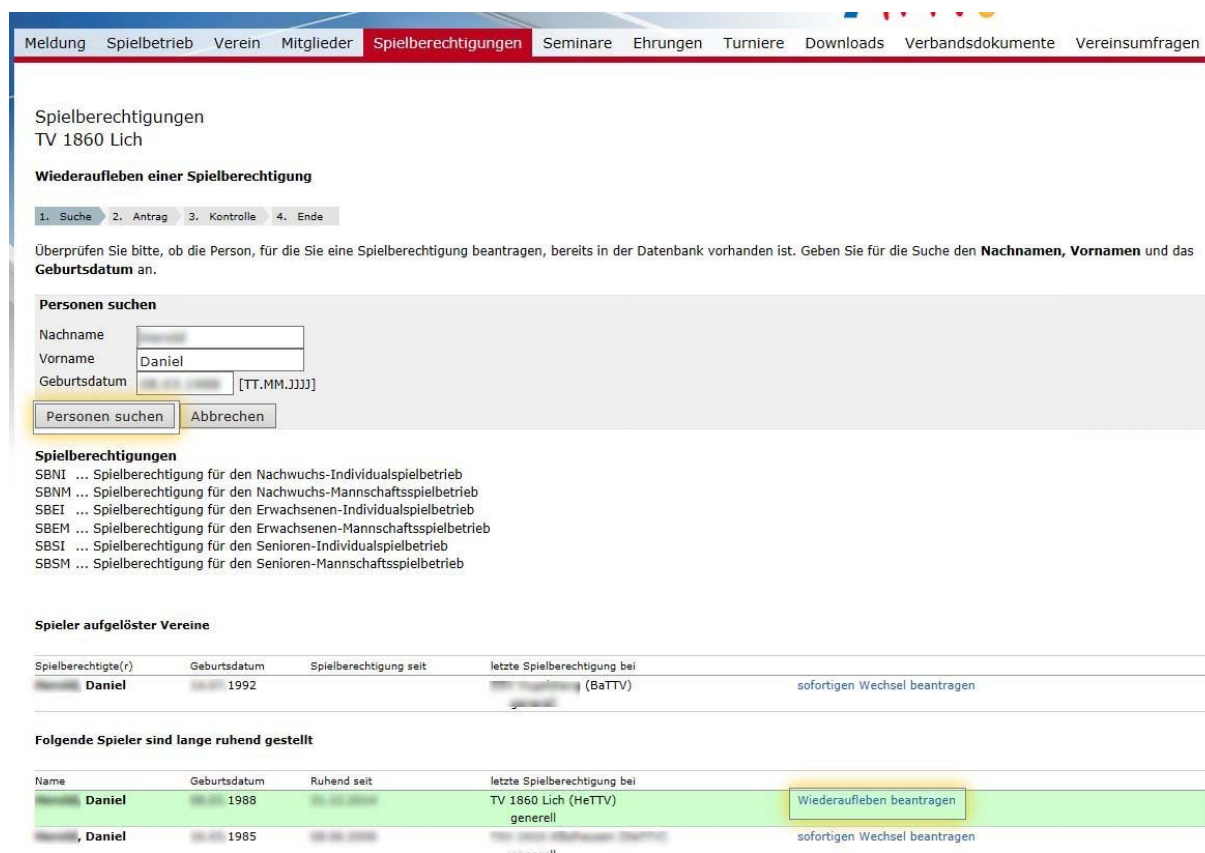 Meldung Spielbetrieb Verein Mitglieder Spielberechtigungen Seminare Ehrungen Turniere Downloads Verbandsdokumente Vereinsumfragen
Spielberechtigungen
TV 1860 Lich
Wiederaufleben einer Spielberechtigung
1. Suche 2. Antrag 3. Kontrolle 4. Ende
Überprüfen Sie bitte, ob die Person, für die Sie eine Spielberechtigung beantragen, bereits in der Datenbank vorhanden ist. Geben Sie für die Suche den Nachnamen, Vornamen und das
Geburtsdatum an.
Personen suchen
Nachname
Vorname Daniel
Geburtsdatum [TT.MM.JJJJ]
Personen suchen Abbrechen
Spielberechtigungen
SBNI ... Spielberechtigung für den Nachwuchs-Individualspielbetrieb
SBNM ... Spielberechtigung für den Nachwuchs-Mannschaftsspielbetrieb
SBEI ... Spielberechtigung für den Erwachsenen-Individualspielbetrieb
SBEM ... Spielberechtigung für den Erwachsenen-Mannschaftsspielbetrieb
SBSI ... Spielberechtigung für den Senioren-Individualspielbetrieb
SBSM ... Spielberechtigung für den Senioren-Mannschaftsspielbetrieb
Spieler aufgelöster Vereine
Spielberechtigte(r) Geburtsdatum Spielberechtigung seit letzte Spielberechtigung bei
Daniel 1992 (BaTTV) sofortigen Wechsel beantragen
Folgende Spieler sind lange ruhend gestellt
Name Geburtsdatum Ruhend seit letzte Spielberechtigung bei
Daniel 1988 TV 1860 Lich (HeTTV) Wiederaufleben beantragen
generell
, Daniel 1985 sofortigen Wechsel beantragen